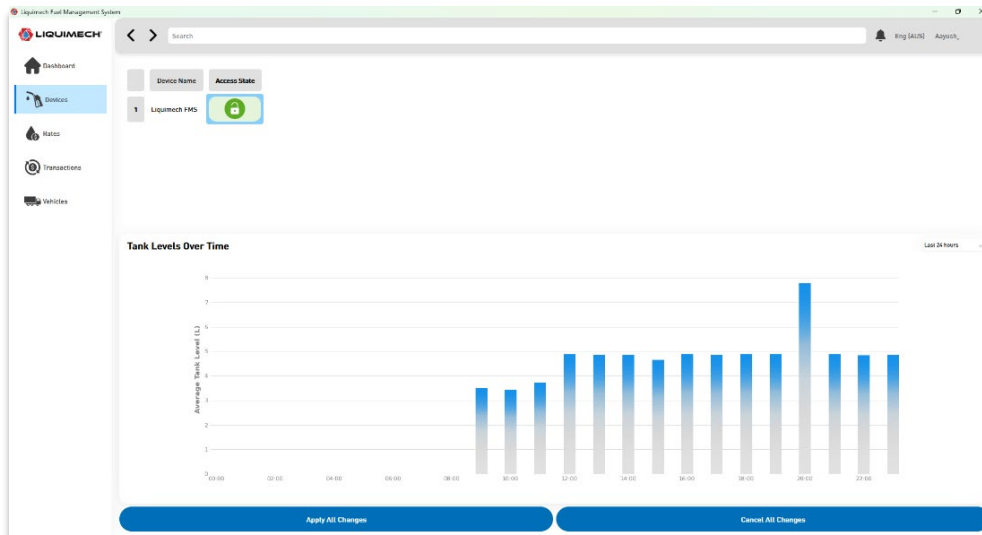 Liquimech Fuel Management System
LIQUIMECH
Search
Eng (AUS) Aayush_
Dashboard
Devices
Rates
Transactions
Vehicles
Device Name Access State
1 Liquimech FMS
Tank Levels Over Time
Last 24 hours
Average Tank Level (L)
7
6
5
4
3
2
1
0
00:00 02:00 04:00 06:00 08:00 10:00 12:00 14:00 16:00 18:00 20:00 22:00
Apply All Changes Cancel All Changes